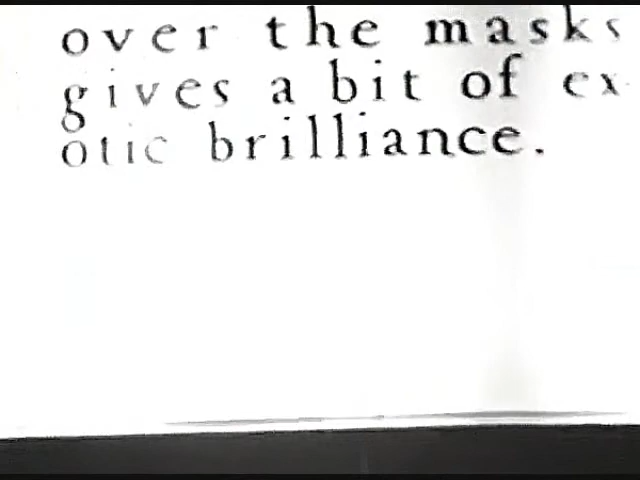 over the masks
gives a bit of ex
otic brilliance.